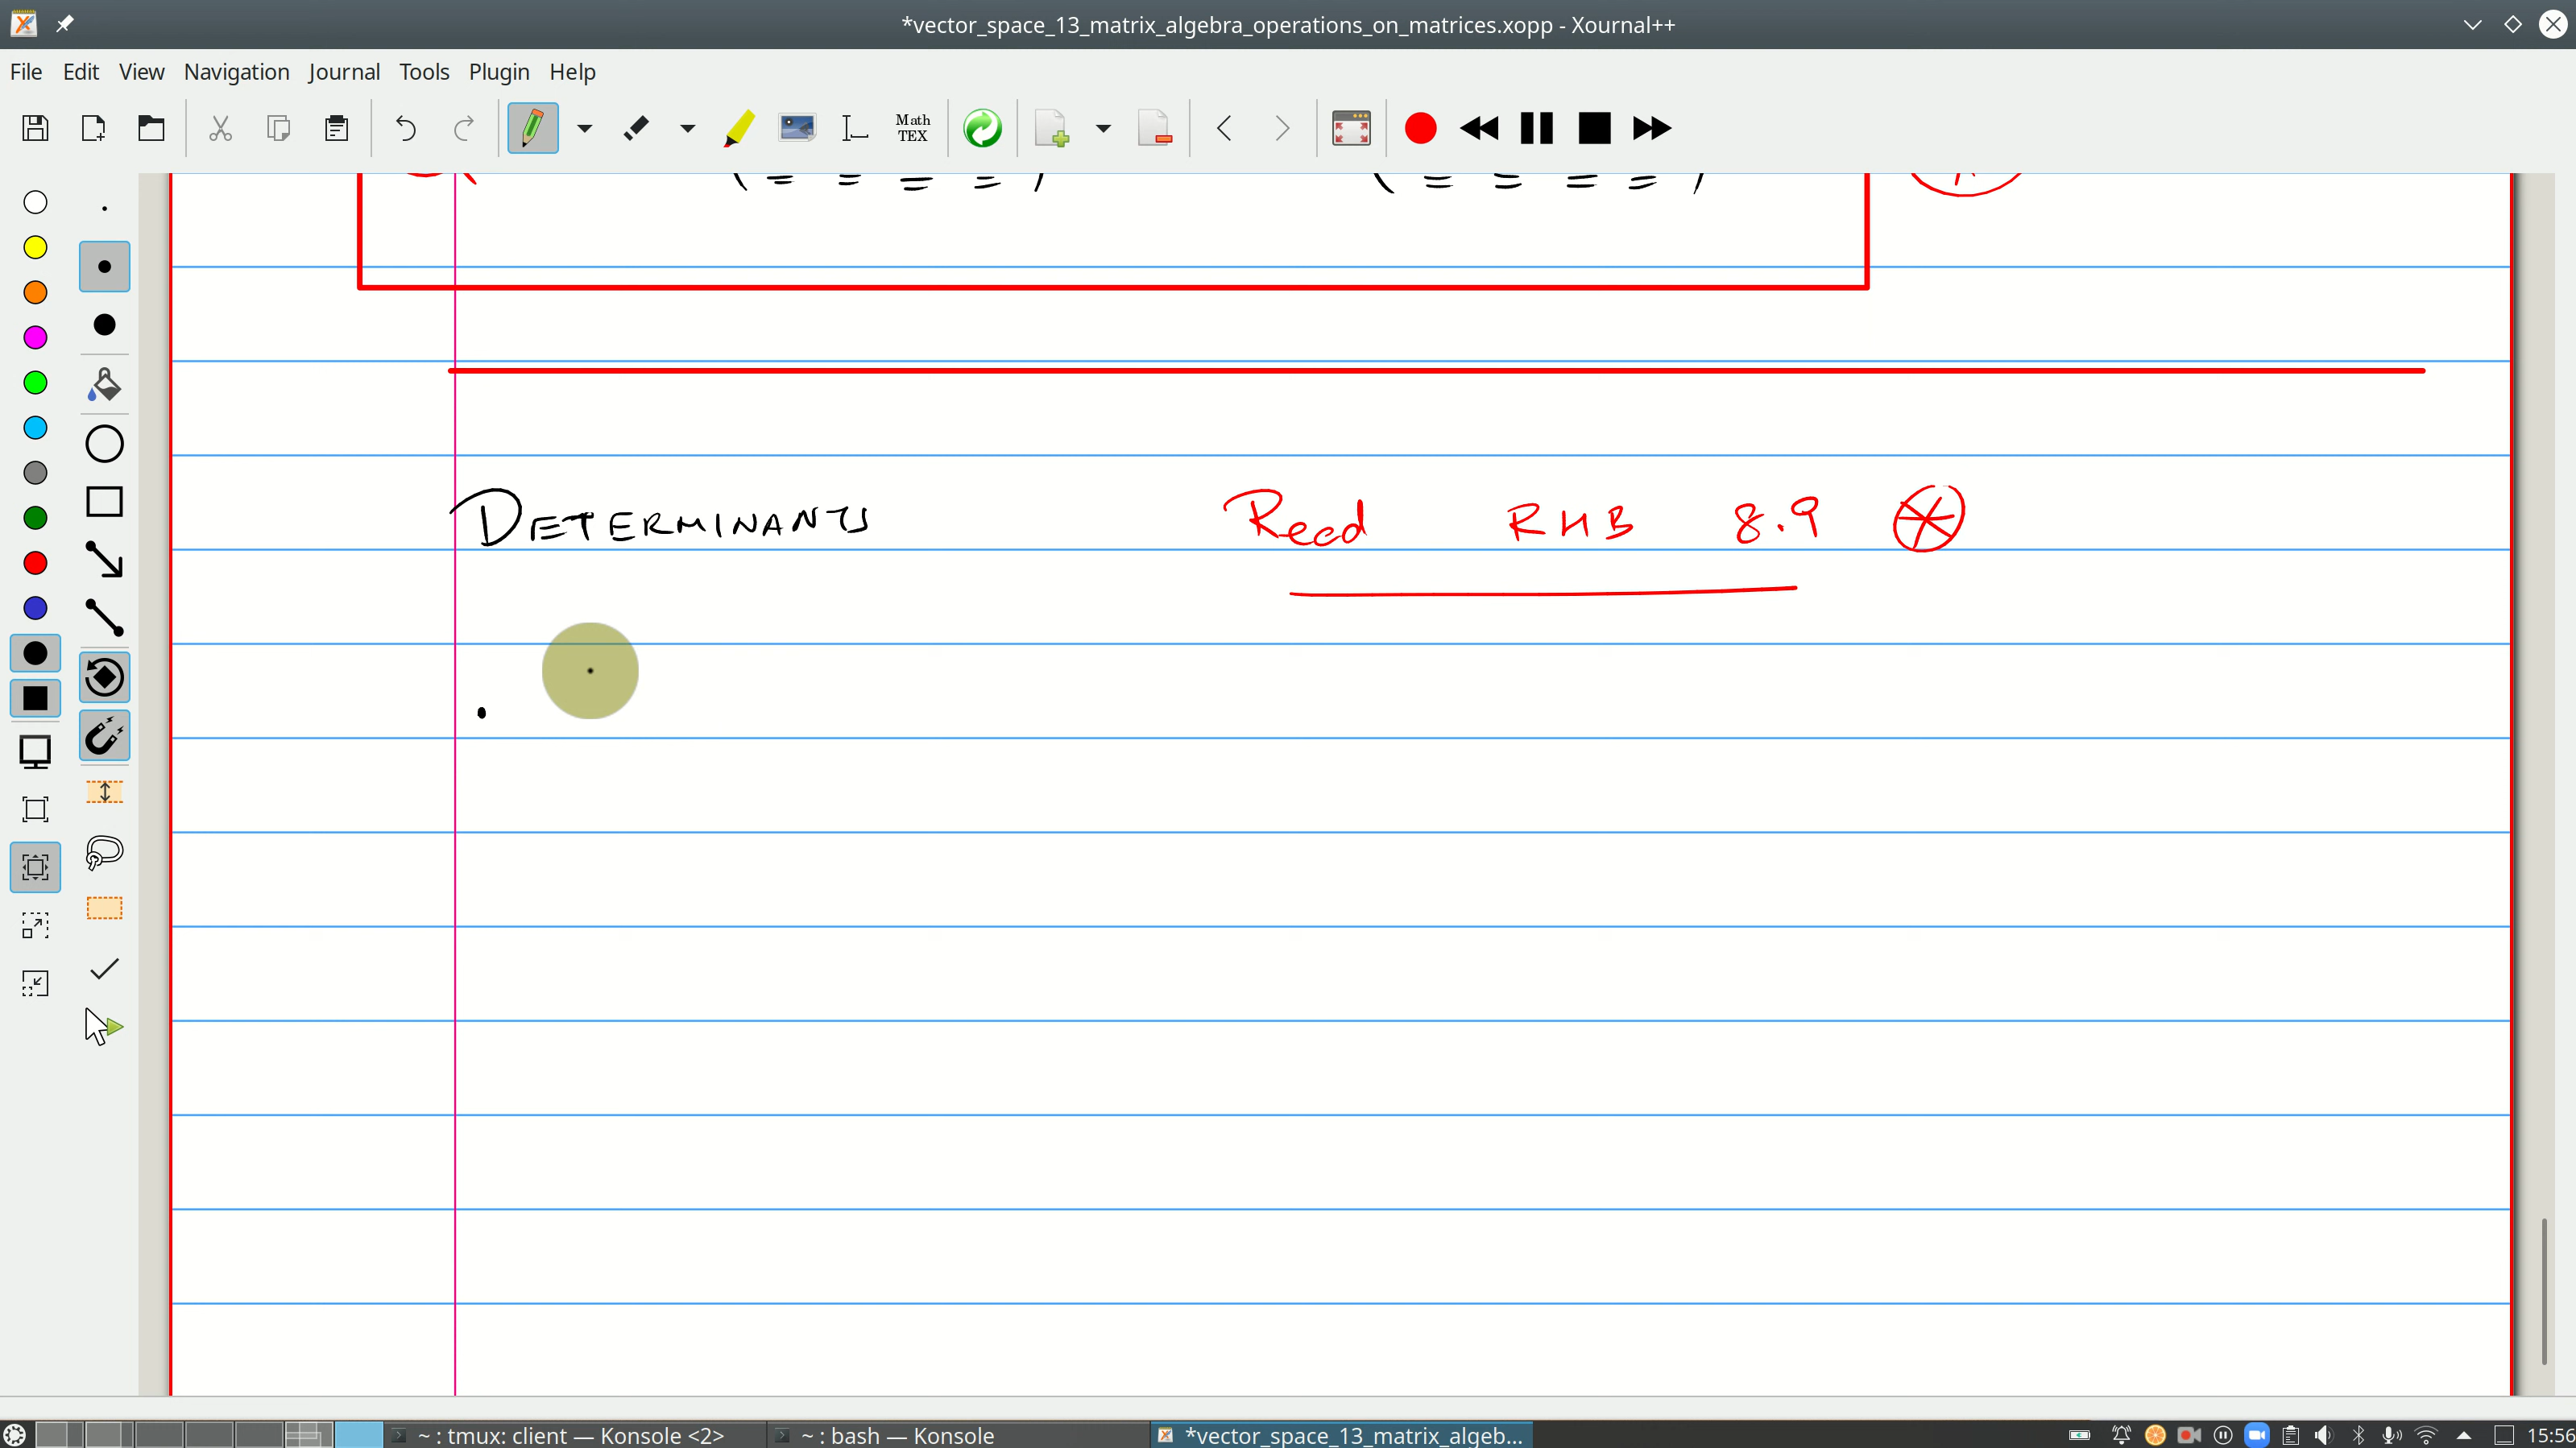 *vector_space_13_matrix_algebra_operations_on_matrices.xopp - Xournal++
File Edit View Navigation Journal Tools Plugin Help
Math
TEX
DETERMINANTS Read RHB 8.9
~ : tmux: client — Konsole <2> ~ : bash — Konsole *vector_space_13_matrix_algeb... 15:56